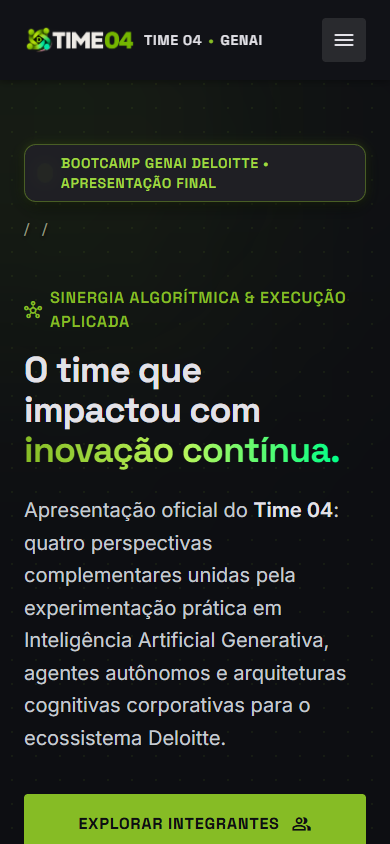 TIME04 TIME 04 • GENAI
BOOTCAMP GENAI DELOITTE •
APRESENTAÇÃO FINAL
/ /
SINERGIA ALGORÍTMICA & EXECUÇÃO
APLICADA
O time que
impactou com
inovação contínua.
Apresentação oficial do Time 04:
quatro perspectivas
complementares unidas pela
experimentação prática em
Inteligência Artificial Generativa,
agentes autônomos e arquiteturas
cognitivas corporativas para o
ecossistema Deloitte.
EXPLORAR INTEGRANTES